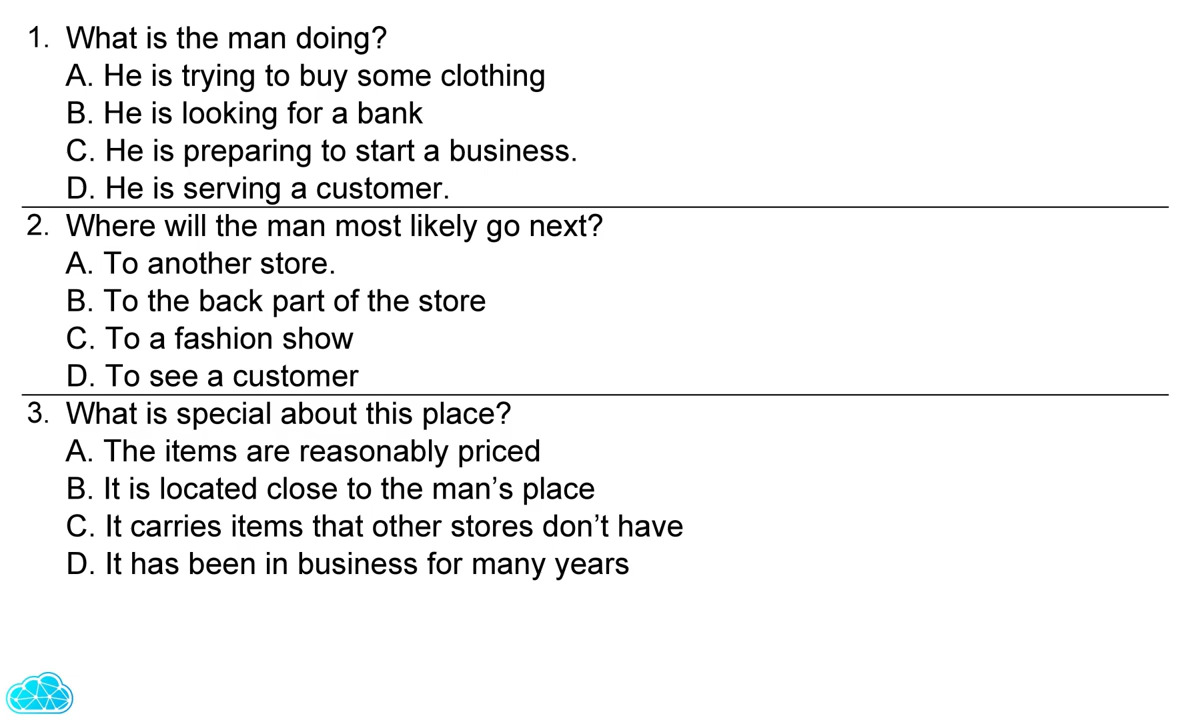 1. What is the man doing?
A. He is trying to buy some clothing
B. He is looking for a bank
C. He is preparing to start a business.
D. He is serving a customer.
2. Where will the man most likely go next?
A. To another store.
B. To the back part of the store
C. To a fashion show
D. To see a customer
3. What is special about this place?
A. The items are reasonably priced
B. It is located close to the man’s place
C. It carries items that other stores don’t have
D. It has been in business for many years